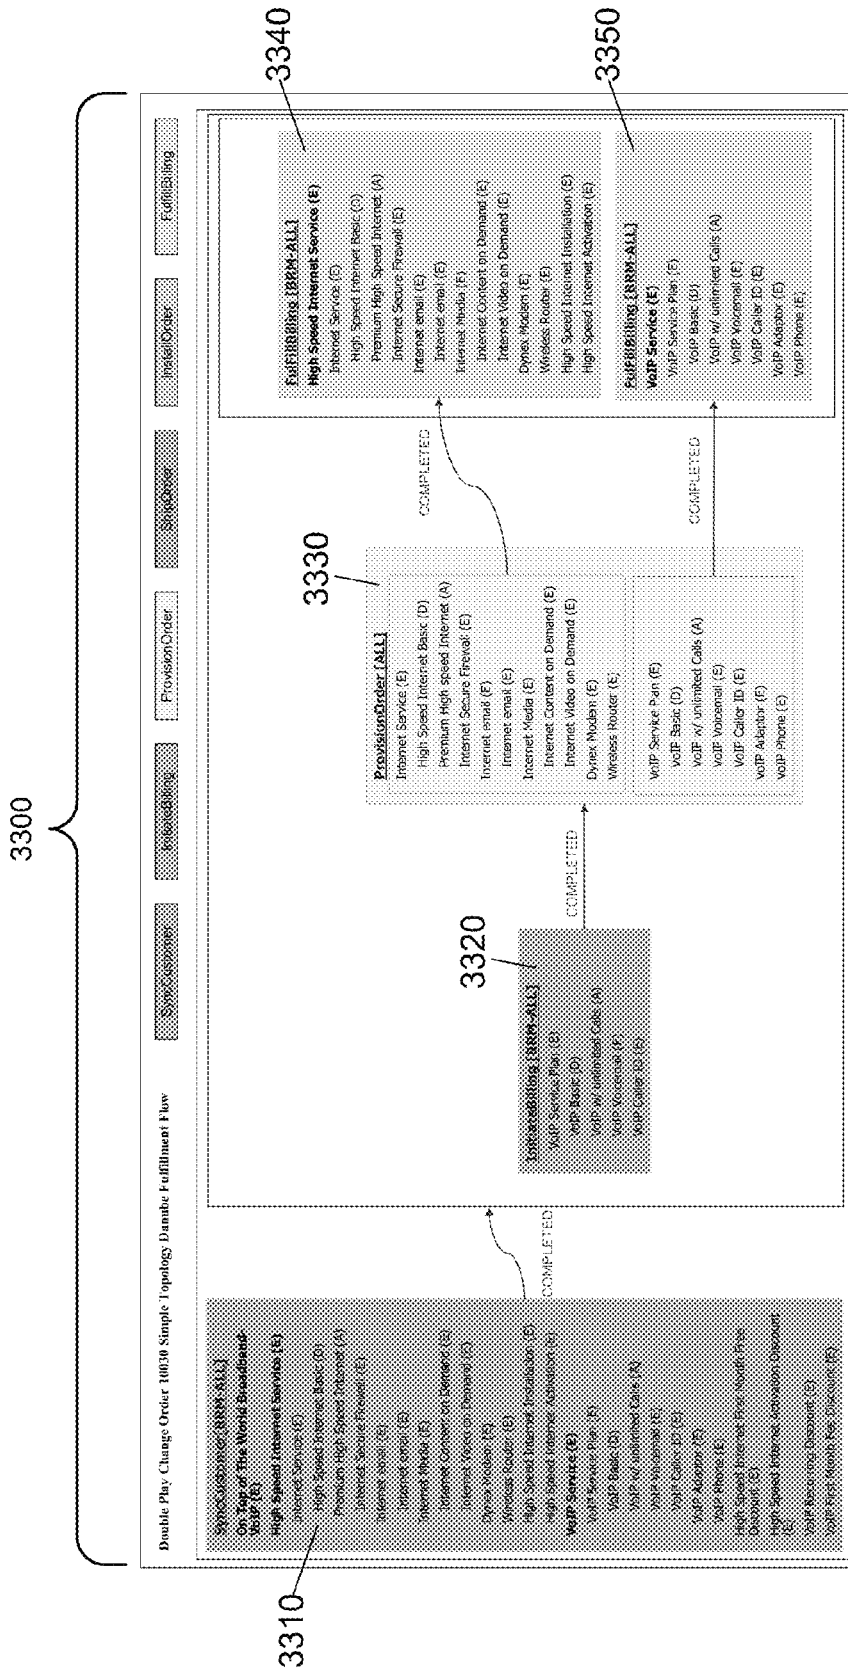 3300
Double Play Change Order 10030 Simple Topology Danube Fulfillment Flow
SyncCustomer
InitiateBilling
ProvisionOrder
ShipOrder
InstallOrder
FulfillBilling
3310
SyncCustomer [BRM-ALL]
On Top of The World Broadband-
VoIP (E)
High Speed Internet Service (E)
Internet Service (E)
High Speed Internet Basic (D)
Premium High Speed Internet (A)
Internet Secure Firewall (E)
Internet email (E)
Internet email (E)
Internet Media (E)
Internet Content on Demand (E)
Internet Video on Demand (E)
Dynex Modem (E)
Wireless Router (E)
High Speed Internet Installation (E)
High Speed Internet Activation (E)
VoIP Service (E)
VoIP Service Plan (E)
VoIP Basic (D)
VoIP w/ unlimited Calls (A)
VoIP Voicemail (E)
VoIP Caller ID (E)
VoIP Adaptor (E)
VoIP Phone (E)
High Speed Internet First Month Free
Discount (E)
High Speed Internet Activation Discount
(E)
VoIP Recurring Discount (E)
VoIP First Month Fee Discount (E)
COMPLETED
3320
InitiateBilling [BRM-ALL]
VoIP Service Plan (E)
VoIP Basic (D)
VoIP w/ unlimited Calls (A)
VoIP Voicemail (E)
VoIP Caller ID (E)
COMPLETED
3330
ProvisionOrder [ALL]
Internet Service (E)
High Speed Internet Basic (D)
Premium High speed Internet (A)
Internet Secure Firewall (E)
Internet email (E)
Internet email (E)
Internet Media (E)
Internet Content on Demand (E)
Internet Video on Demand (E)
Dynex Modem (E)
Wireless Router (E)
VoIP Service Plan (E)
VoIP Basic (D)
VoIP w/ unlimited Calls (A)
VoIP Voicemail (E)
VoIP Caller ID (E)
VoIP Adaptor (E)
VoIP Phone (E)
COMPLETED
COMPLETED
3340
FulFillBilling [BRM-ALL]
High Speed Internet Service (E)
Internet Service (E)
High Speed Internet Basic (D)
Premium High Speed Internet (A)
Internet Secure Firewall (E)
Internet email (E)
Internet email (E)
Internet Media (E)
Internet Content on Demand (E)
Internet Video on Demand (E)
Dynex Modem (E)
Wireless Router (E)
High Speed Internet Installation (E)
High Speed Internet Activation (E)
3350
FulFillBilling [BRM-ALL]
VoIP Service (E)
VoIP Service Plan (E)
VoIP Basic (D)
VoIP w/ unlimited Calls (A)
VoIP Voicemail (E)
VoIP Caller ID (E)
VoIP Adaptor (E)
VoIP Phone (E)